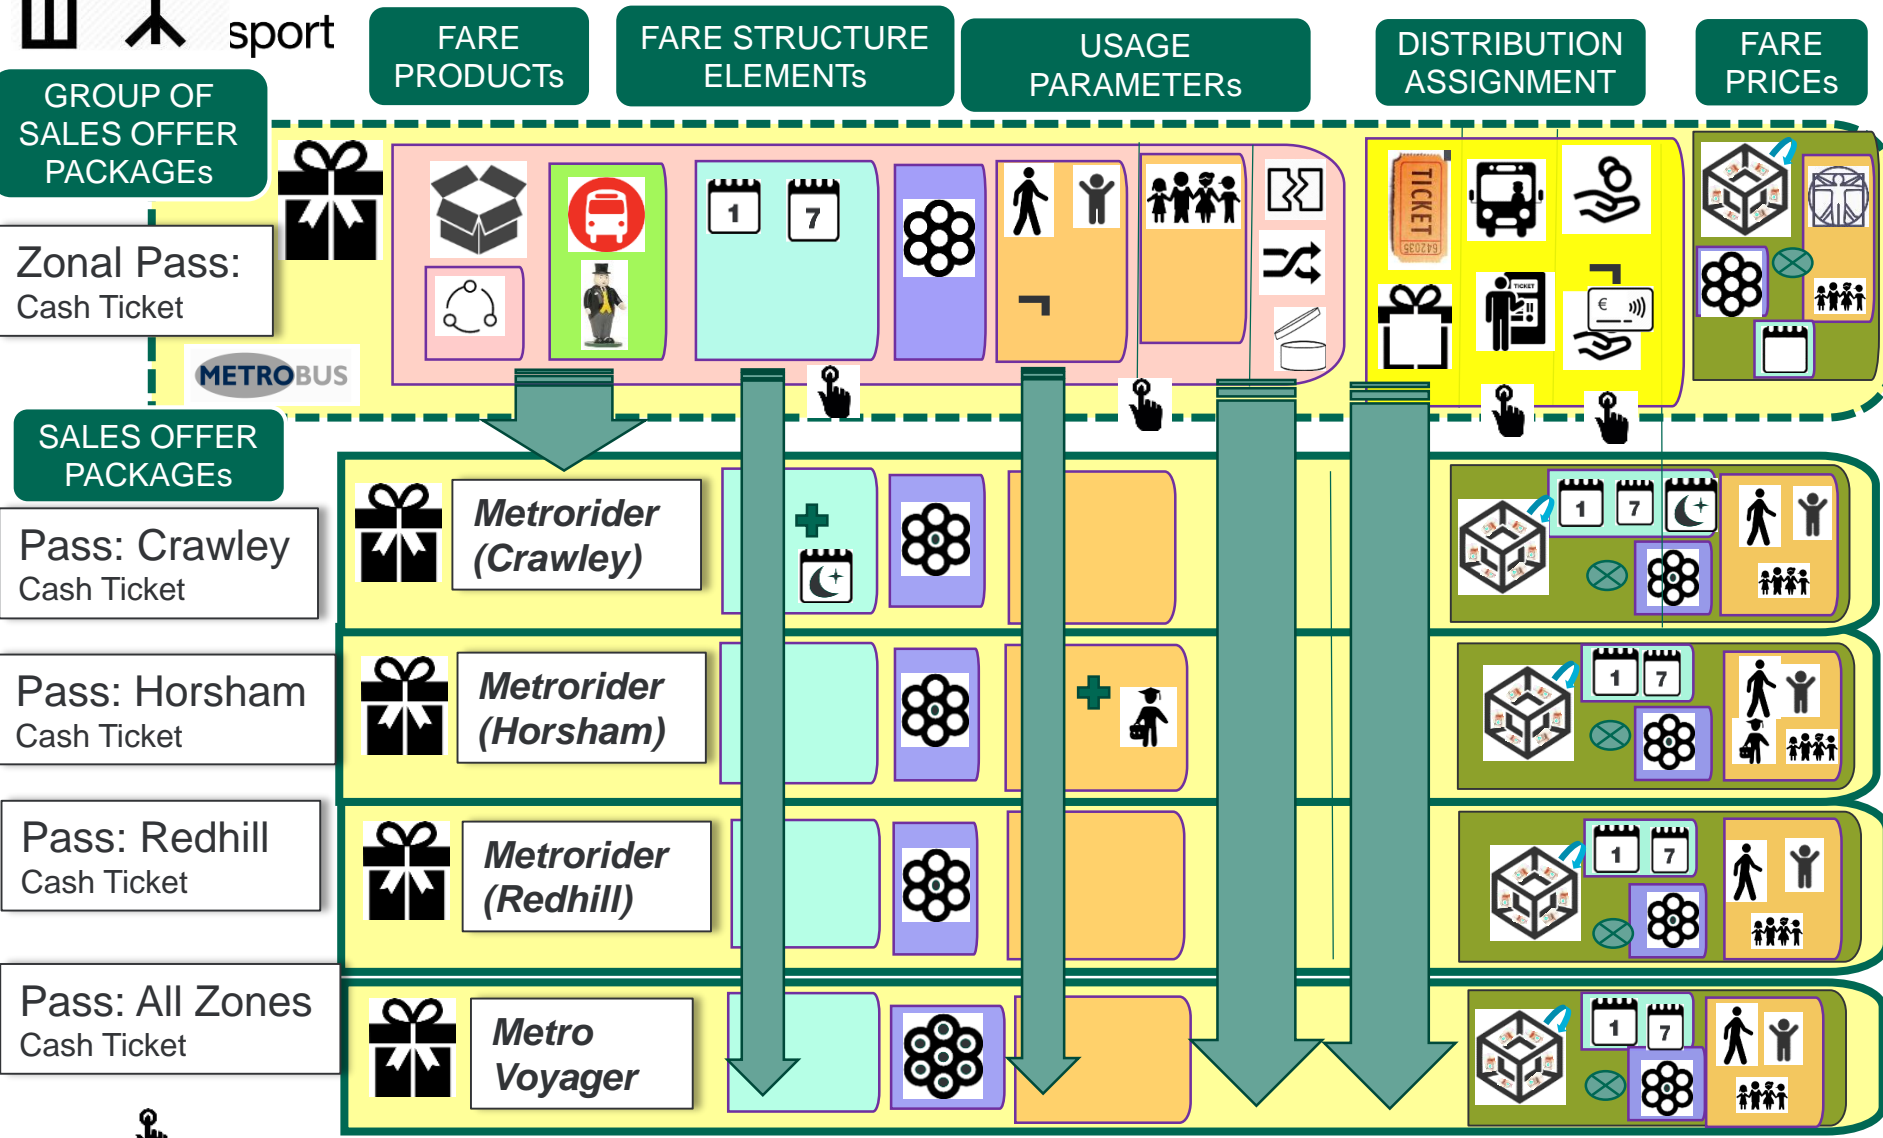 sport
FARE
PRODUCTs
FARE STRUCTURE
ELEMENTs
USAGE
PARAMETERs
DISTRIBUTION
ASSIGNMENT
FARE
PRICEs
GROUP OF
SALES OFFER
PACKAGEs
Zonal Pass:
Cash Ticket
METROBUS
1
7
TICKET
642035
TICKET
€
SALES OFFER
PACKAGEs
Pass: Crawley
Cash Ticket
Metrorider
(Crawley)
1
7
Pass: Horsham
Cash Ticket
Metrorider
(Horsham)
1
7
Pass: Redhill
Cash Ticket
Metrorider
(Redhill)
1
7
Pass: All Zones
Cash Ticket
Metro
Voyager
1
7